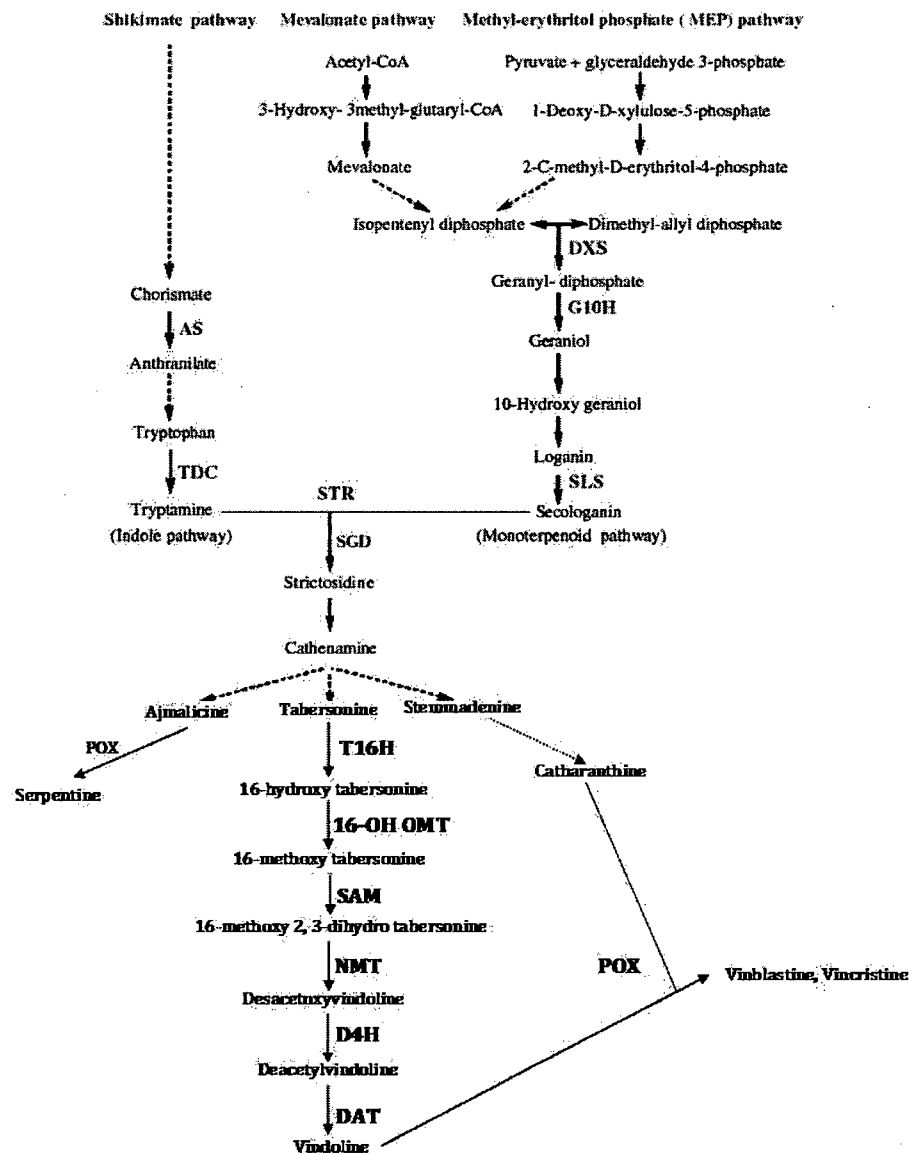 Shikimate pathway Mevalonate pathway Methyl-erythritol phosphate ( MEP) pathway
Acetyl-CoA Pyruvate + glyceraldehyde 3-phosphate
3-Hydroxy- 3methyl-glutaryl-CoA 1-Deoxy-D-xylulose-5-phosphate
Mevalonate 2-C-methyl-D-erythritol-4-phosphate
Isopentenyl diphosphate Dimethyl-allyl diphosphate
DXS
Chorismate Geranyl- diphosphate
G10H
AS
Geraniol
Anthranilate
10-Hydroxy geraniol
Tryptophan
Loganin
TDC SLS
STR
Tryptamine Secologanin
(Indole pathway) (Monoterpenoid pathway)
SGD
Strictosidine
Cathenamine
Ajmalicine Tabersonine Stemmadenine
POX T16H
Catharanthine
Serpentine 16-hydroxy tabersonine
16-OH OMT
16-methoxy tabersonine
SAM
16-methoxy 2, 3-dihydro tabersonine
NMT POX Vinblastine, Vincristine
Desacetoxyvindoline
D4H
Deacetylvindoline
DAT
Vindoline